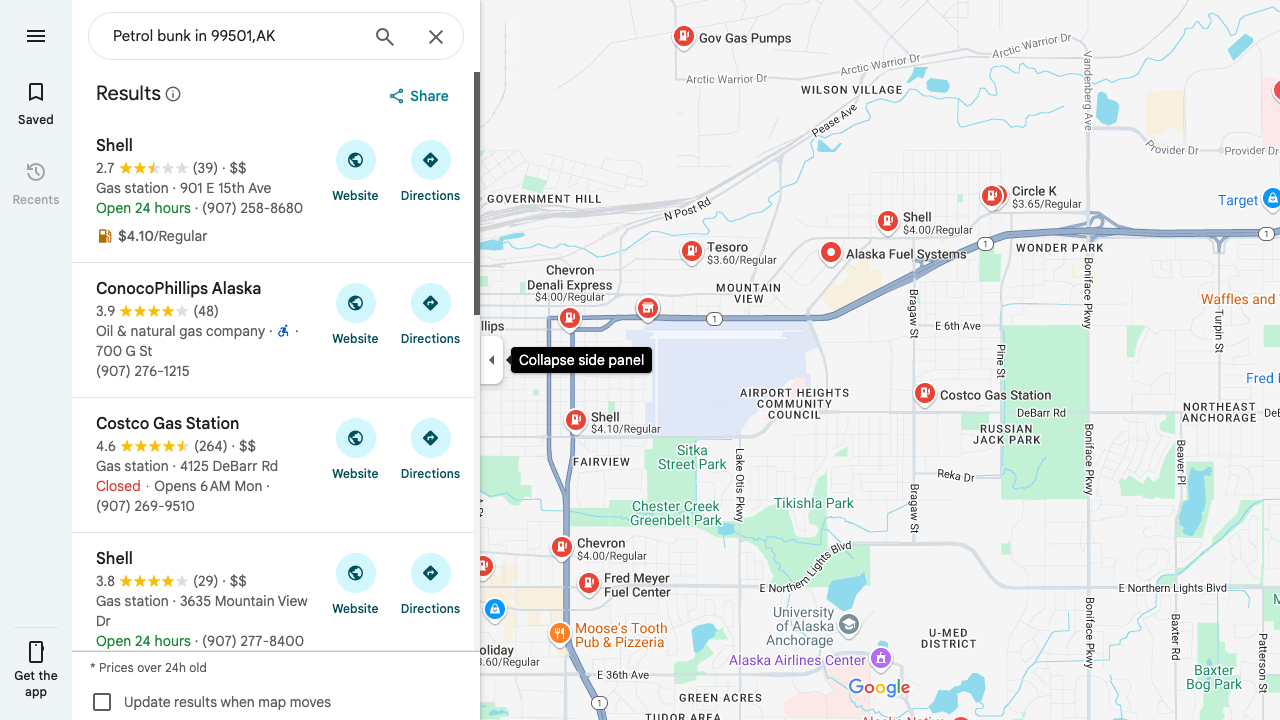 Petrol bunk in 99501,AK
Saved
Recents
Get the
app
Results
Share
Shell
2.7 (39) · $$
Gas station · 901 E 15th Ave
Open 24 hours · (907) 258-8682
$4.10/Regular
Website
Directions
ConocoPhillips Alaska
3.9 (48)
Oil & natural gas company · ·
700 G St
(907) 276-1215
Website
Directions
Costco Gas Station
4.6 (264) · $$
Gas station · 4125 DeBarr Rd
Closed · Opens 6 AM Mon ·
(907) 269-9510
Website
Directions
Shell
3.8 (29) · $$
Gas station · 3635 Mountain View
Dr
Open 24 hours · (907) 277-8400
Website
Directions
* Prices over 24h old
Update results when map moves
Collapse side panel
Gov Gas Pumps
Arctic Warrior Dr
Arctic Warrior Dr
Arctic Warrior Dr
WILSON VILLAGE
Vandenberg Ave
Pease Ave
Provider Dr
Provider Dr
GOVERNMENT HILL
N Post Rd
Circle K
$3.65/Regular
Target
Shell
$4.00/Regular
1
1
WONDER PARK
Tesoro
$3.60/Regular
Alaska Fuel Systems
Chevron
Denali Express
$4.00/Regular
MOUNTAIN
VIEW
Boniface Pkwy
Bragaw St
Waffles and
Turpin St
llips
1
E 6th Ave
Pine St
Fred
AIRPORT HEIGHTS
COMMUNITY
COUNCIL
Costco Gas Station
DeBarr Rd
NORTHEAST
ANCHORAGE
DeB
Shell
$4.10/Regular
RUSSIAN
JACK PARK
FAIRVIEW
Sitka
Street Park
Lake Otis Pkwy
Boniface Pkwy
Beaver Pl
Reka Dr
Chester Creek
Greenbelt Park
Tikishla Park
Bragaw St
Chevron
$4.00/Regular
E Northern Lights Blvd
E Northern Lights Blvd
Fred Meyer
Fuel Center
University
of Alaska
Anchorage
U-MED
DISTRICT
Boniface Pkwy
Baxter Rd
Patterson S
M
Moose's Tooth
Pub & Pizzeria
oliday
3.60/Regular
Alaska Airlines Center
E 36th Ave
Google
Baxter
Bog Park
GREEN ACRES
1
TUDOR AREA
Alaska Native